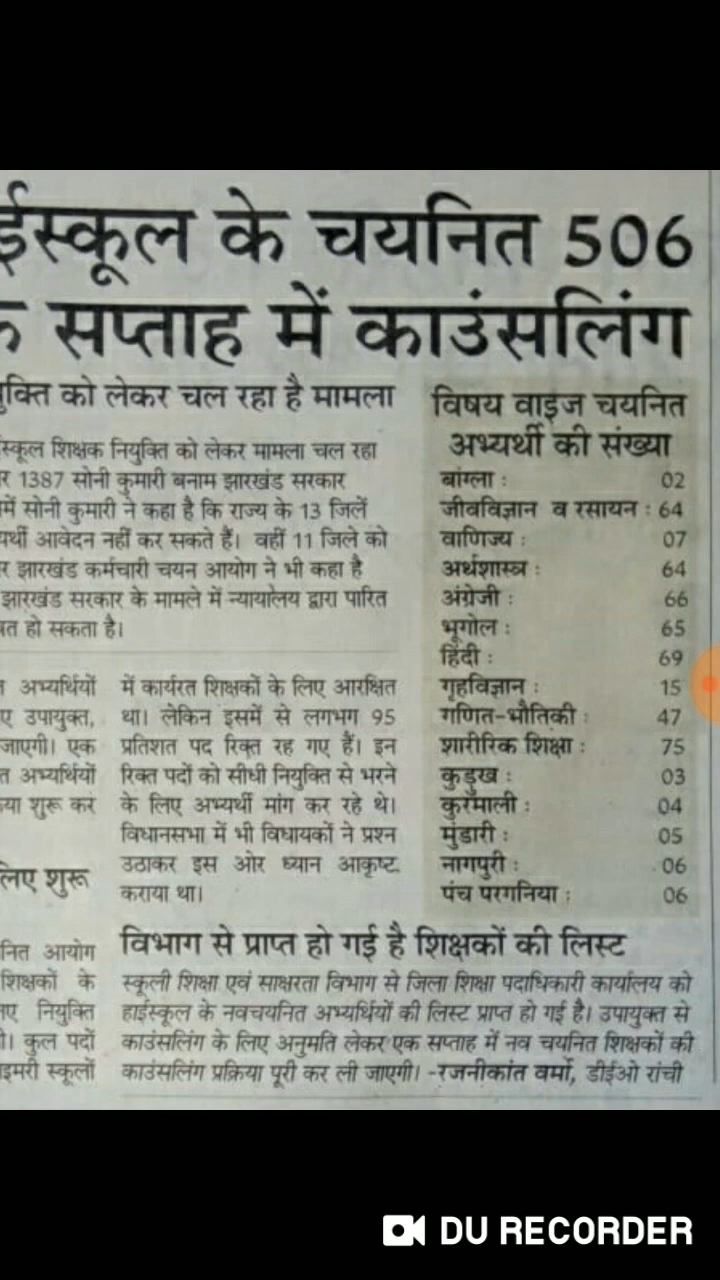 ईस्कूल के चयनित 506
सप्ताह में काउंसलिंग
युक्ति को लेकर चल रहा है मामला
स्कूल शिक्षक नियुक्ति को लेकर मामला चल रहा
र 1387 सोनी कुमारी बनाम झारखंड सरकार
में सोनी कुमारी ने कहा है कि राज्य के 13 जिलें
यर्थी आवेदन नहीं कर सकते हैं। वहीं 11 जिले को
र झारखंड कर्मचारी चयन आयोग ने भी कहा है
झारखंड सरकार के मामले में न्यायालय द्वारा पारित
हो सकता है।
विषय वाइज चयनित
अभ्यर्थी की संख्या
बांग्ला : 02
जीवविज्ञान व रसायन : 64
वाणिज्य : 07
अर्थशास्त्र : 64
अंग्रेजी : 66
भूगोल : 65
हिंदी : 69
गृहविज्ञान : 15
गणित-भौतिकी : 47
शारीरिक शिक्षा : 75
कुड़ुख : 03
कुरमाली : 04
मुंडारी : 05
नागपुरी : 06
पंच परगनिया : 06
त अभ्यर्थियों
ए उपायुक्त,
जाएगी। एक
त अभ्यर्थियों
या शुरू कर
लिए शुरू
नित आयोग
शिक्षकों के
नियुक्ति
ी। कुल पदों
इमरी स्कूलों
में कार्यरत शिक्षकों के लिए आरक्षित
था। लेकिन इसमें से लगभग 95
प्रतिशत पद रिक्त रह गए हैं। इन
रिक्त पदों को सीधी नियुक्ति से भरने
के लिए अभ्यर्थी मांग कर रहे थे।
विधानसभा में भी विधायकों ने प्रश्न
उठाकर इस ओर ध्यान आकृष्ट
कराया था।
विभाग से प्राप्त हो गई है शिक्षकों की लिस्ट
स्कूली शिक्षा एवं साक्षरता विभाग से जिला शिक्षा पदाधिकारी कार्यालय को
हाईस्कूल के नवचयनित अभ्यर्थियों की लिस्ट प्राप्त हो गई है। उपायुक्त से
काउंसलिंग के लिए अनुमति लेकर एक सप्ताह में नव चयनित शिक्षकों की
काउंसलिंग प्रक्रिया पूरी कर ली जाएगी। -रजनीकांत वर्मा, डीईओ रांची
DU RECORDER